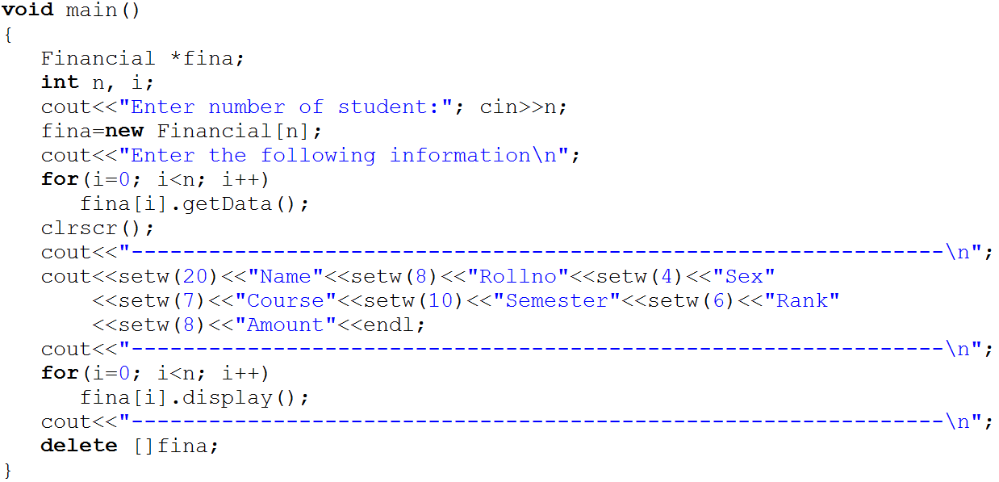 void main()
{
   Financial *fina;
   int n, i;
   cout<<"Enter number of student:"; cin>>n;
   fina=new Financial[n];
   cout<<"Enter the following information\n";
   for(i=0; i<n; i++)
      fina[i].getData();
   clrscr();
   cout<<"---------------------------------------------------------------\n";
   cout<<setw(20)<<"Name"<<setw(8)<<"Rollno"<<setw(4)<<"Sex"
       <<setw(7)<<"Course"<<setw(10)<<"Semester"<<setw(6)<<"Rank"
       <<setw(8)<<"Amount"<<endl;
   cout<<"---------------------------------------------------------------\n";
   for(i=0; i<n; i++)
      fina[i].display();
   cout<<"---------------------------------------------------------------\n";
   delete []fina;
}